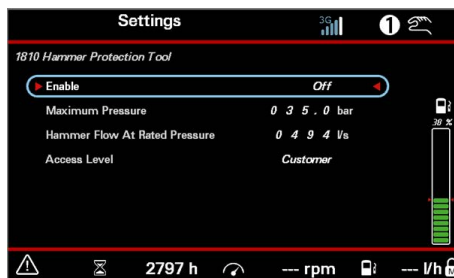 Settings
3G
1
1810 Hammer Protection Tool
Enable Off
Maximum Pressure 0 3 5 . 0 bar
Hammer Flow At Rated Pressure 0 4 9 4 l/s
Access Level Customer
38 %
2797 h --- rpm --- l/h
M